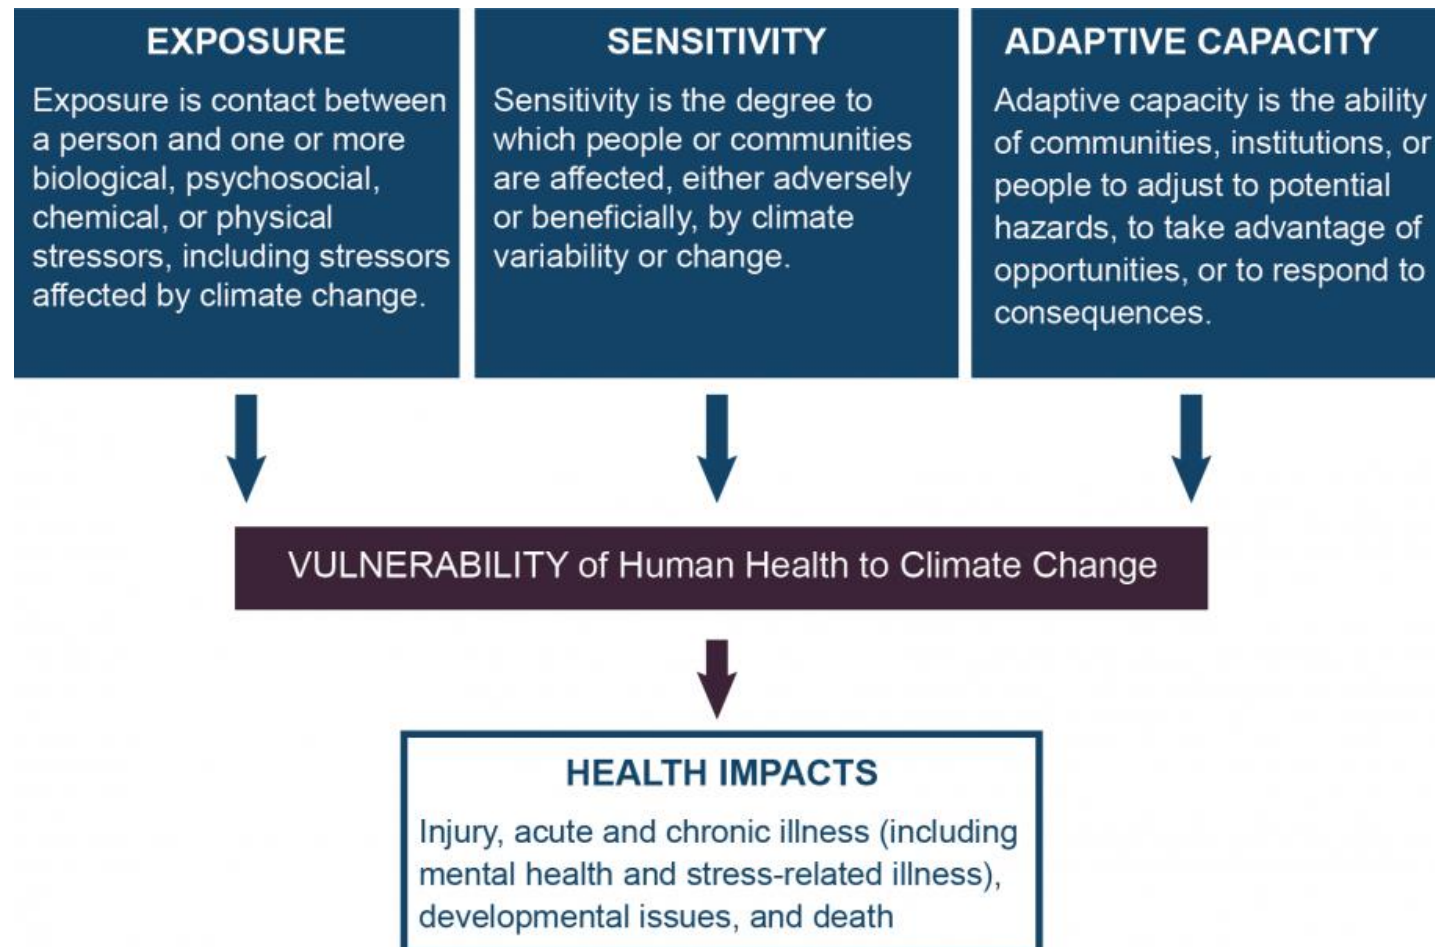 EXPOSURE
Exposure is contact between
a person and one or more
biological, psychosocial,
chemical, or physical
stressors, including stressors
affected by climate change.
SENSITIVITY
Sensitivity is the degree to
which people or communities
are affected, either adversely
or beneficially, by climate
variability or change.
ADAPTIVE CAPACITY
Adaptive capacity is the ability
of communities, institutions, or
people to adjust to potential
hazards, to take advantage of
opportunities, or to respond to
consequences.
VULNERABILITY of Human Health to Climate Change
HEALTH IMPACTS
Injury, acute and chronic illness (including
mental health and stress-related illness),
developmental issues, and death